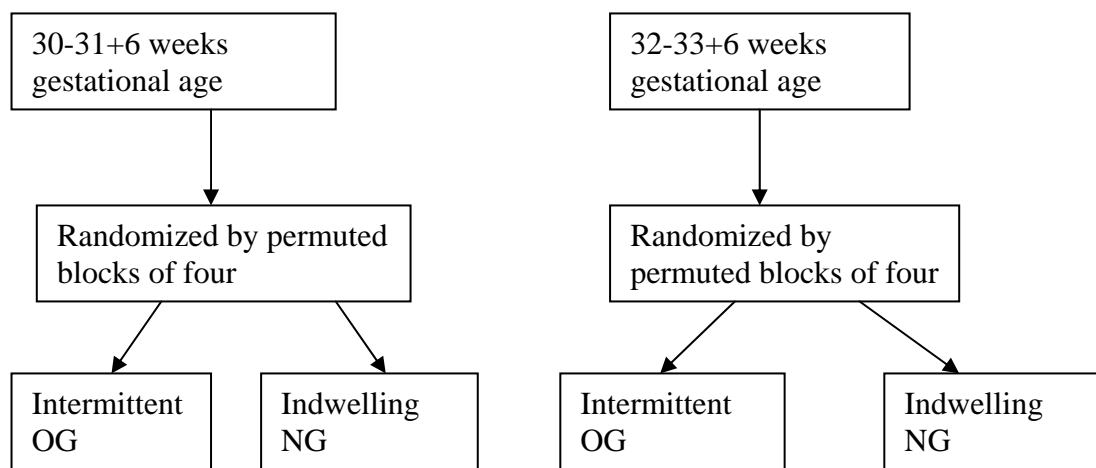 30-31+6 weeks
gestational age
32-33+6 weeks
gestational age
Randomized by permuted
blocks of four
Randomized by
permuted blocks of four
Intermittent
OG
Indwelling
NG
Intermittent
OG
Indwelling
NG